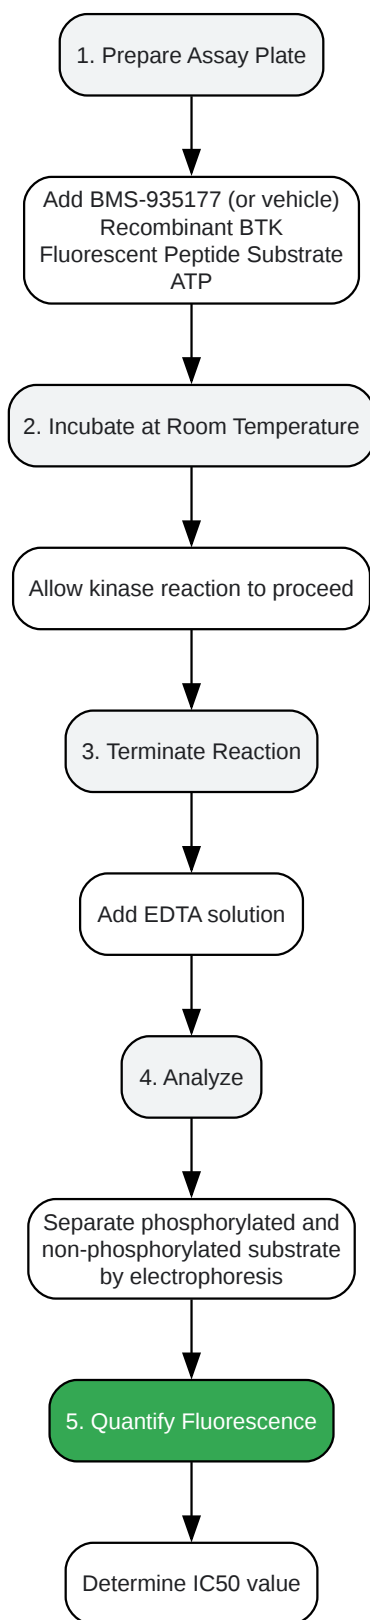 1. Prepare Assay Plate
Add BMS-935177 (or vehicle)
Recombinant BTK
Fluorescent Peptide Substrate
ATP
2. Incubate at Room Temperature
Allow kinase reaction to proceed
3. Terminate Reaction
Add EDTA solution
4. Analyze
Separate phosphorylated and
non-phosphorylated substrate
by electrophoresis
5. Quantify Fluorescence
Determine IC50 value